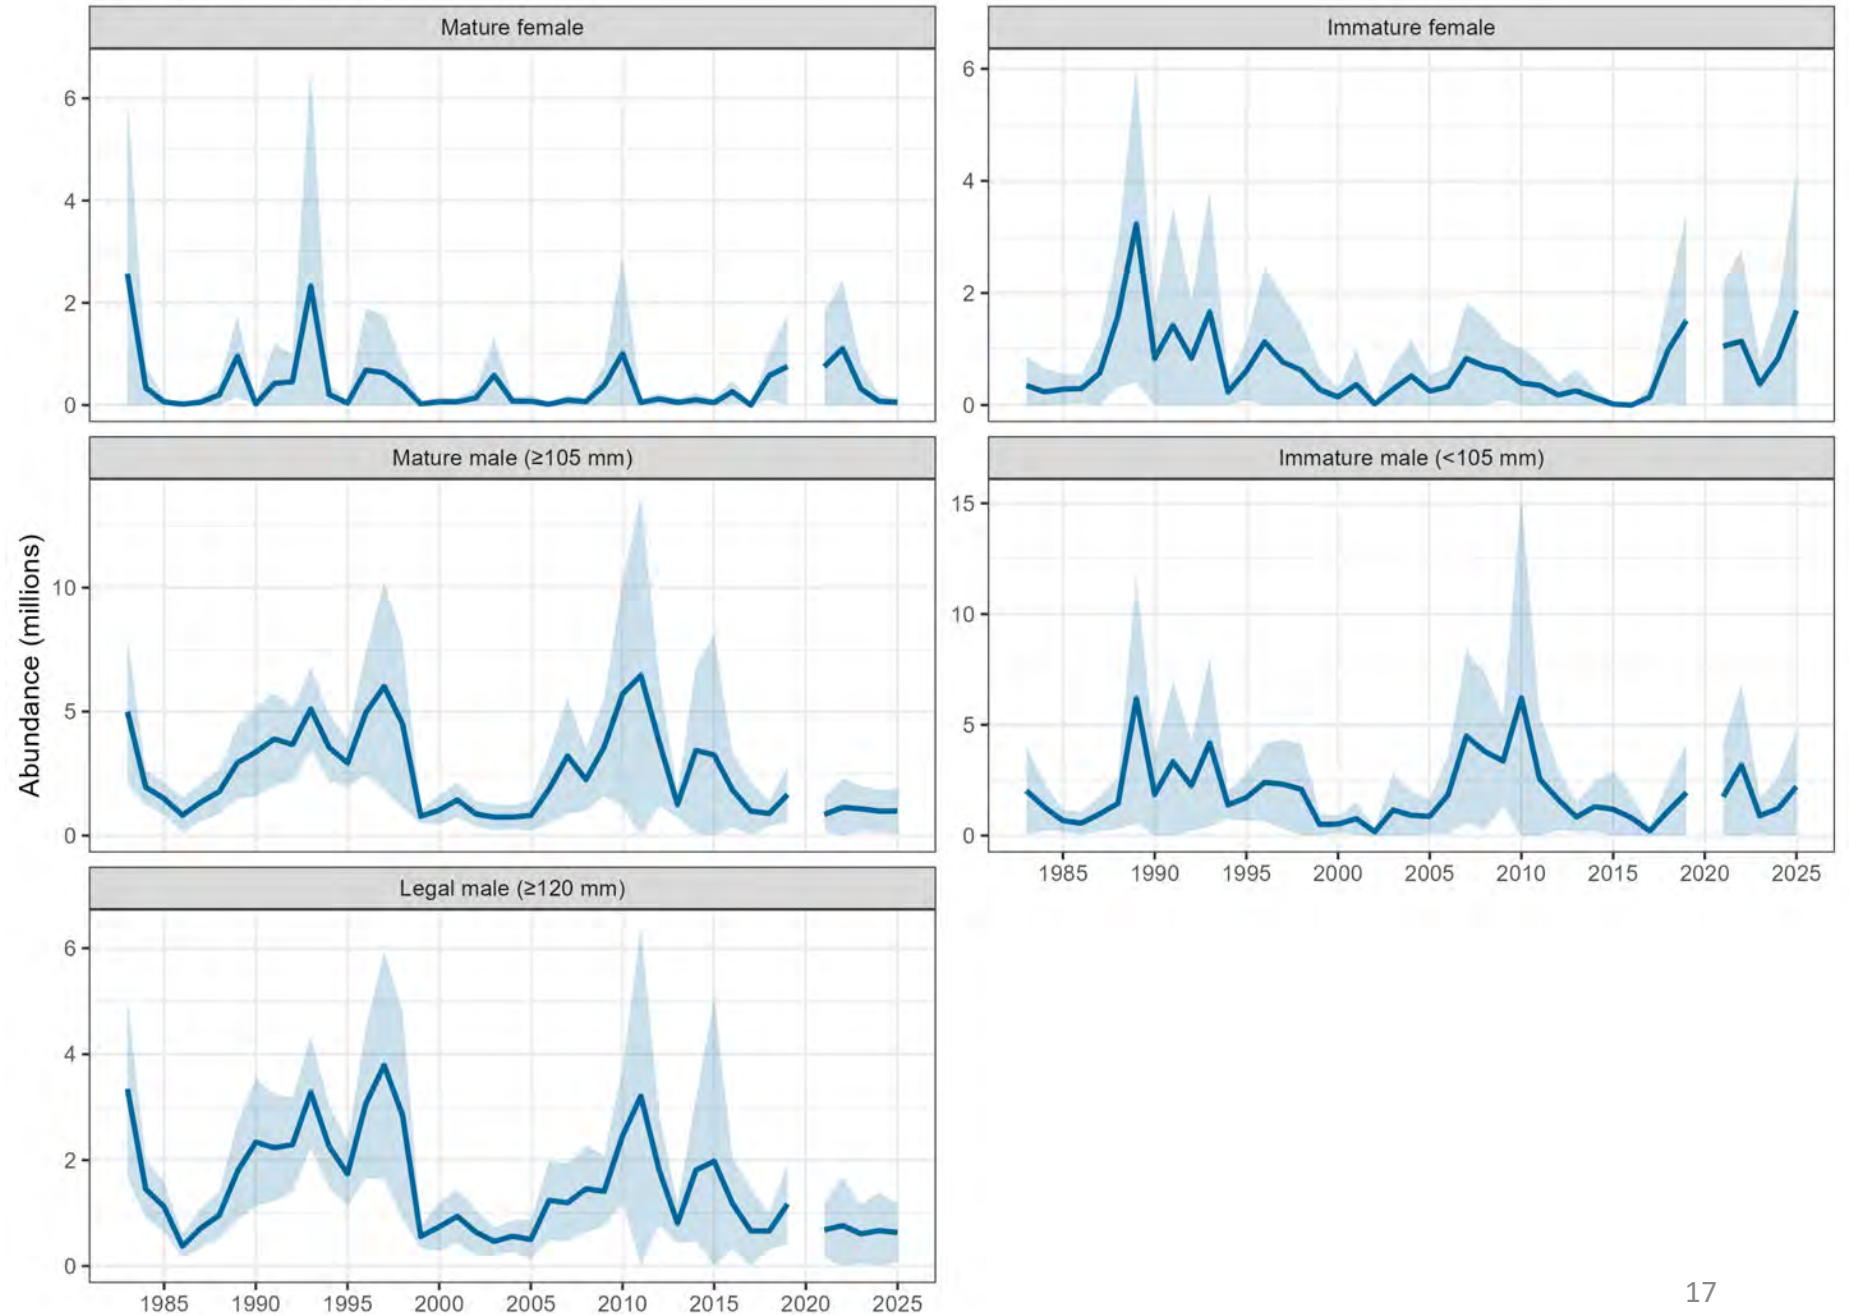 Mature female
Immature female
6
4
2
0
6
4
2
0
Mature male (≥105 mm)
Immature male (<105 mm)
Abundance (millions)
10
5
0
15
10
5
0
1985 1990 1995 2000 2005 2010 2015 2020 2025
Legal male (≥120 mm)
6
4
2
0
1985 1990 1995 2000 2005 2010 2015 2020 2025
17